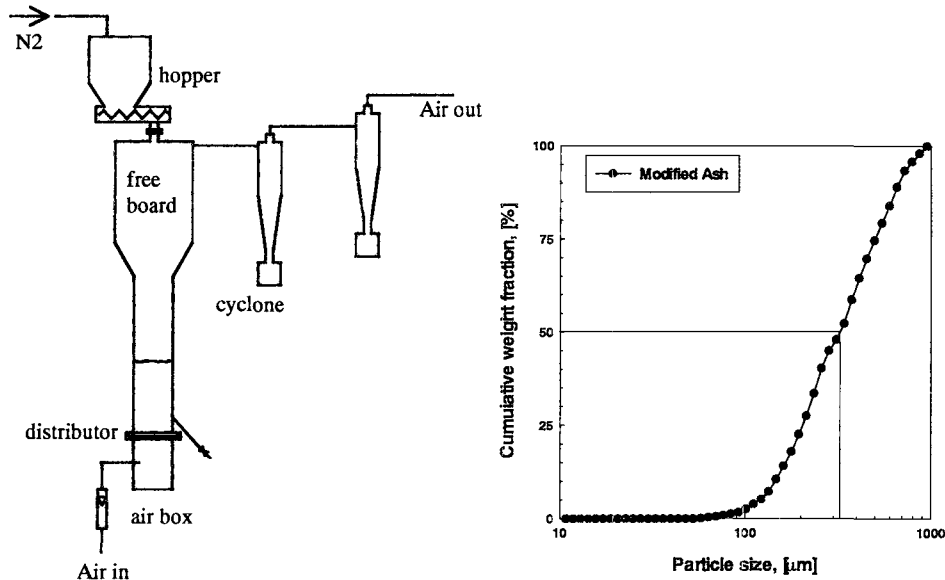 N2
hopper
Air out
free
board
cyclone
distributor
air box
Air in
Modified Ash
Cumulative weight fraction, [%]
100
75
50
25
0
10
100
1000
Particle size, [µm]